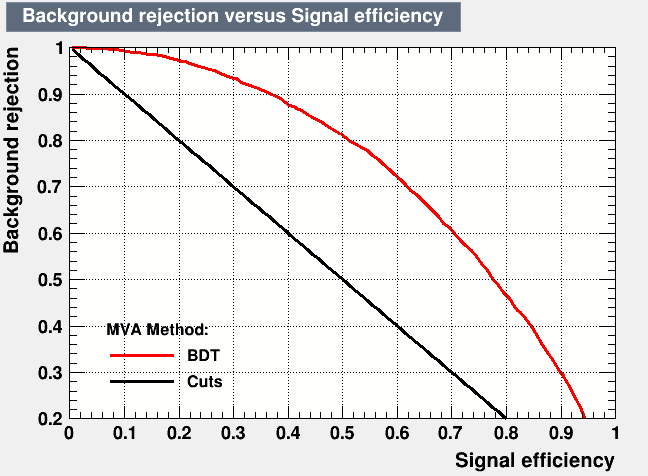 Background rejection versus Signal efficiency
Background rejection
1
0.9
0.8
0.7
0.6
0.5
0.4
0.3
0.2
MVA Method:
BDT
Cuts
0 0.1 0.2 0.3 0.4 0.5 0.6 0.7 0.8 0.9 1
Signal efficiency